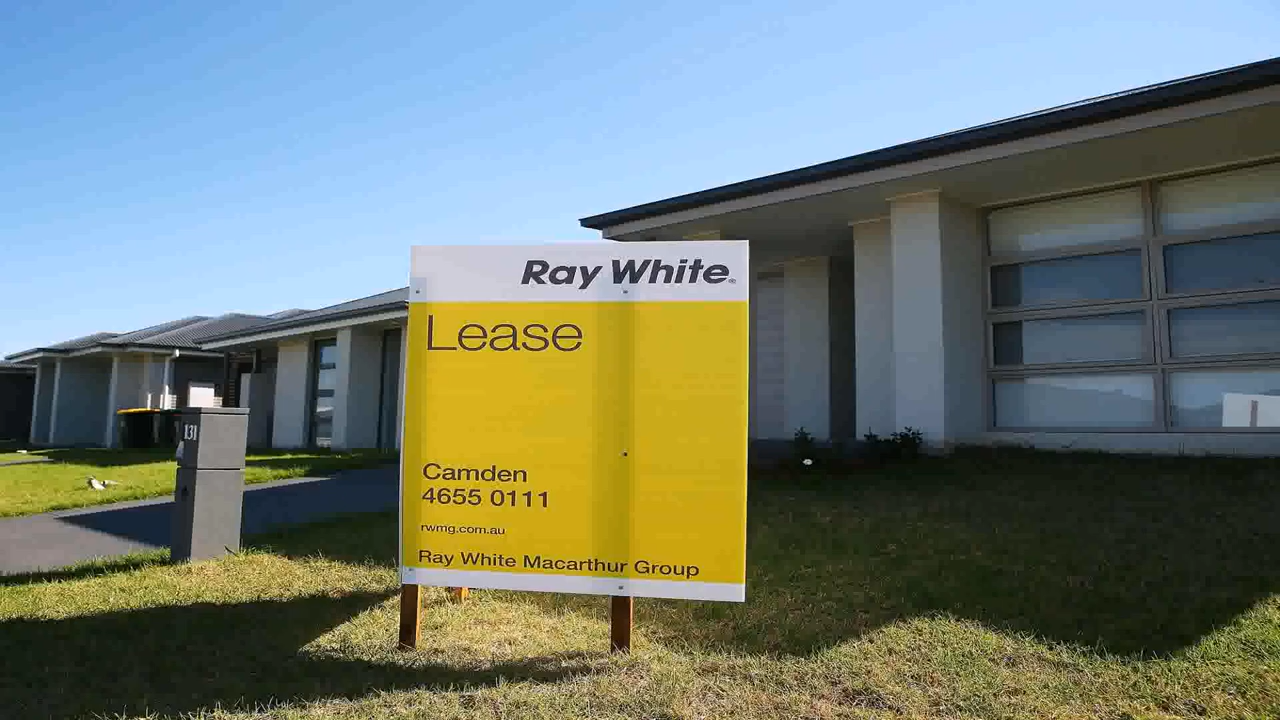 Ray White
Lease
Camden
4655 0111
rwmg.com.au
Ray White Macarthur Group
131